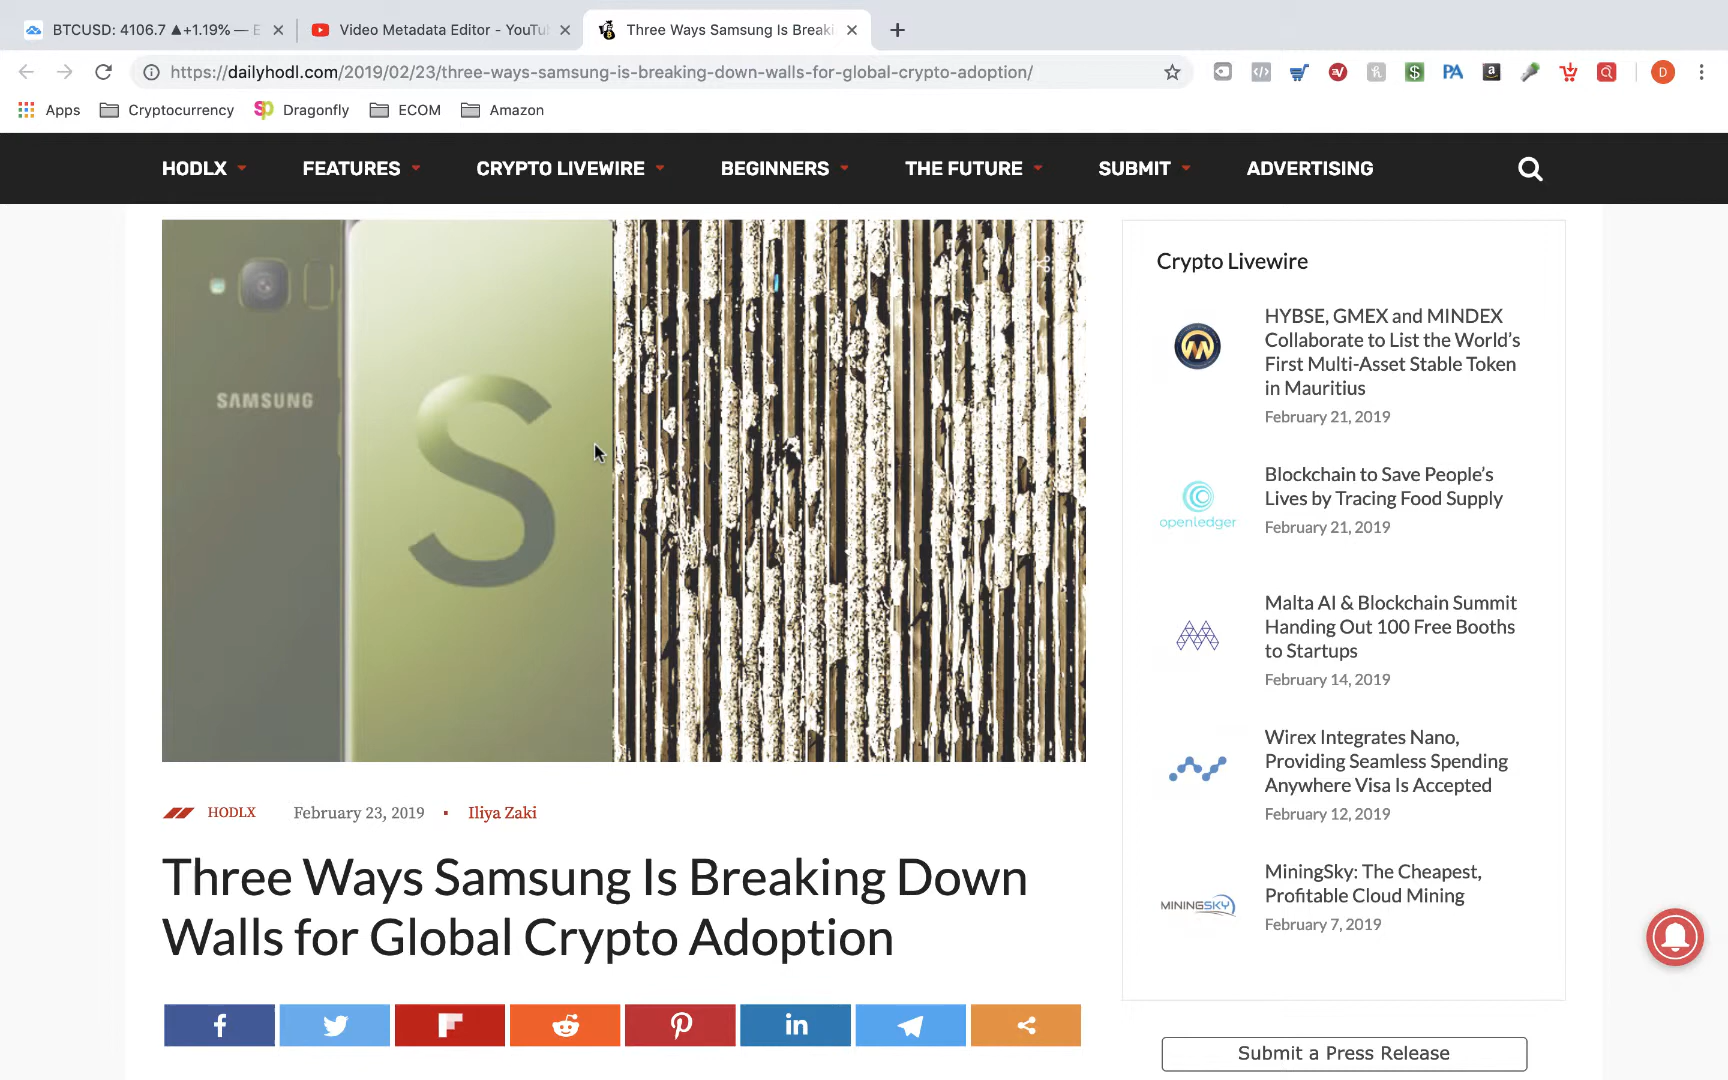 BTCUSD: 4106.7 ▲+1.19% — E
Video Metadata Editor - YouTu
Three Ways Samsung Is Breaki
https://dailyhodl.com/2019/02/23/three-ways-samsung-is-breaking-down-walls-for-global-crypto-adoption/
PA
D
Apps
Cryptocurrency
Dragonfly
ECOM
Amazon
HODLX
FEATURES
CRYPTO LIVEWIRE
BEGINNERS
THE FUTURE
SUBMIT
ADVERTISING
SAMSUNG
S
HODLX
February 23, 2019
Iliya Zaki
Three Ways Samsung Is Breaking Down
Walls for Global Crypto Adoption
Crypto Livewire
HYBSE, GMEX and MINDEX
Collaborate to List the World’s
First Multi-Asset Stable Token
in Mauritius
February 21, 2019
openledger
Blockchain to Save People’s
Lives by Tracing Food Supply
February 21, 2019
Malta AI & Blockchain Summit
Handing Out 100 Free Booths
to Startups
February 14, 2019
Wirex Integrates Nano,
Providing Seamless Spending
Anywhere Visa Is Accepted
February 12, 2019
MININGSKY
MiningSky: The Cheapest,
Profitable Cloud Mining
February 7, 2019
Submit a Press Release